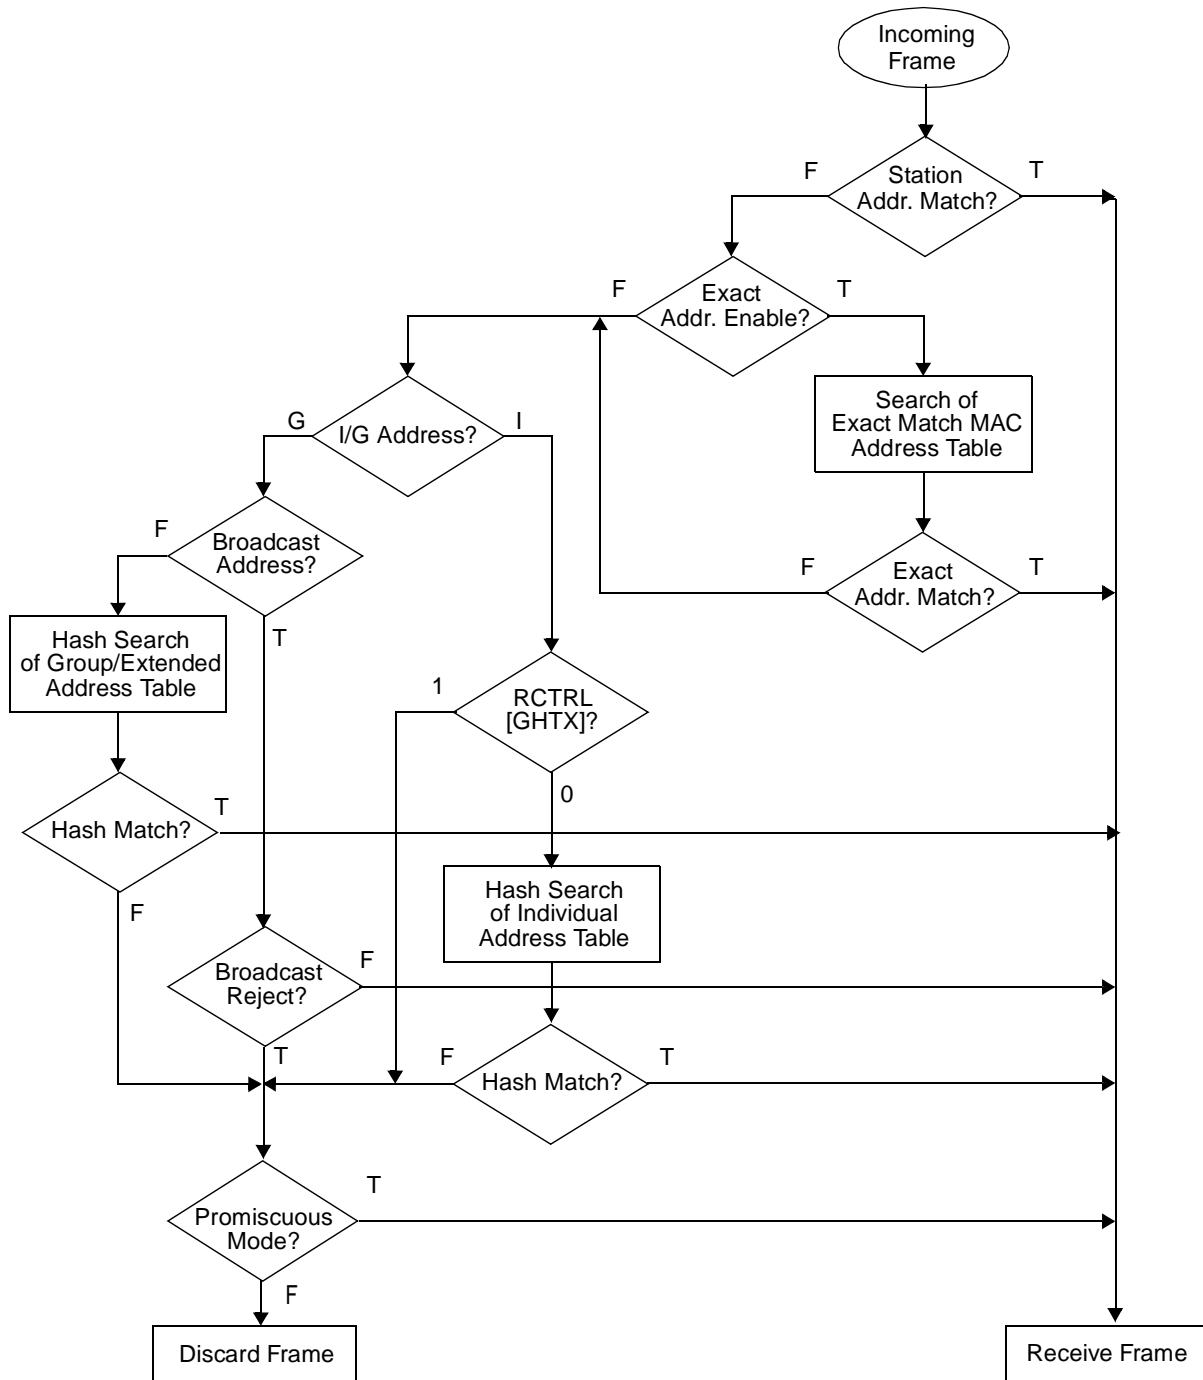 Incoming
Frame
F
Station
Addr. Match?
T
F
Exact
Addr. Enable?
T
Search of
Exact Match MAC
Address Table
G
I/G Address?
I
F
Broadcast
Address?
T
F
Exact
Addr. Match?
T
Hash Search
of Group/Extended
Address Table
1
RCTRL
[GHTX]?
0
Hash Match?
T
F
Hash Search
of Individual
Address Table
Broadcast
Reject?
F
T
F
Hash Match?
T
Promiscuous
Mode?
T
F
Discard Frame
Receive Frame